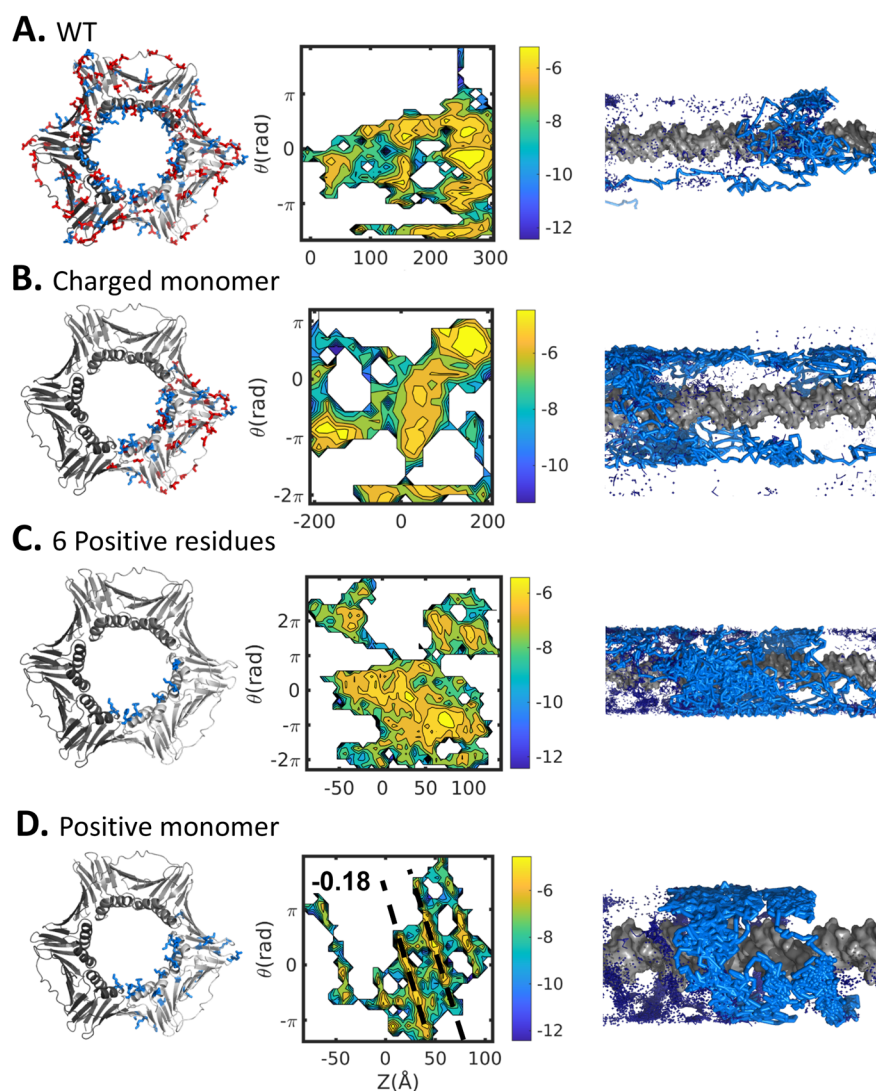 A. WT
θ(rad)
π
0
-π
0 100 200 300
-6
-8
-10
-12
B. Charged monomer
θ(rad)
π
0
-π
-2π
-200 0 200
-6
-8
-10
C. 6 Positive residues
θ(rad)
2π
π
0
-π
-2π
-50 0 50 100
-6
-8
-10
-12
D. Positive monomer
-0.18
θ(rad)
π
0
-π
-50 0 50 100
Z(Å)
-6
-8
-10
-12